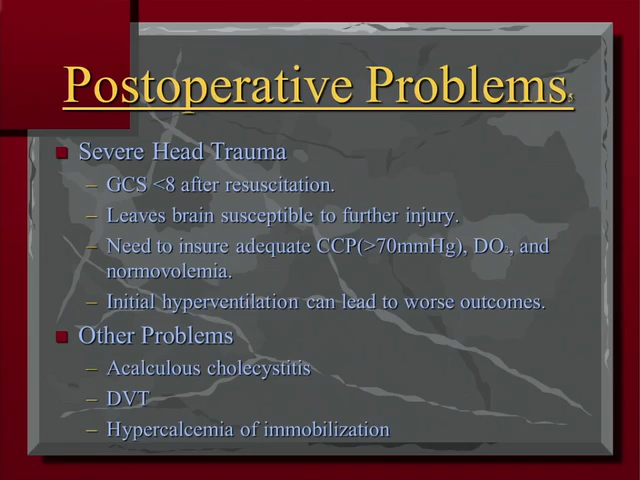 Postoperative Problems5
Severe Head Trauma
– GCS <8 after resuscitation.
– Leaves brain susceptible to further injury.
– Need to insure adequate CCP(>70mmHg), DO2, and
normovolemia.
– Initial hyperventilation can lead to worse outcomes.
Other Problems
– Acalculous cholecystitis
– DVT
– Hypercalcemia of immobilization